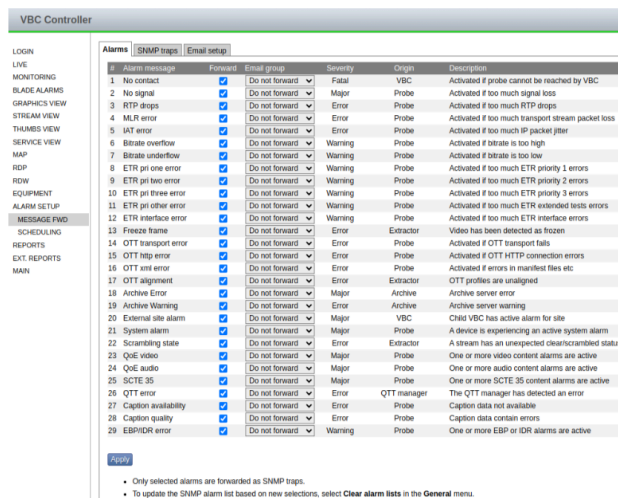 VBC Controller
LOGIN
LIVE
MONITORING
BLADE ALARMS
GRAPHICS VIEW
STREAM VIEW
THUMBS VIEW
SERVICE VIEW
MAP
RDP
RDW
EQUIPMENT
ALARM SETUP
MESSAGE FWD
SCHEDULING
REPORTS
EXT. REPORTS
MAIN
Alarms SNMP traps Email setup
# Alarm message Forward Email group Severity Origin Description
1 No contact Do not forward Fatal VBC Activated if probe cannot be reached by VBC
2 No signal Do not forward Major Probe Activated if too much signal loss
3 RTP drops Do not forward Error Probe Activated if too much RTP drops
4 MLR error Do not forward Error Probe Activated if too much transport stream packet loss
5 IAT error Do not forward Error Probe Activated if too much IP packet jitter
6 Bitrate overflow Do not forward Warning Probe Activated if bitrate is too high
7 Bitrate underflow Do not forward Warning Probe Activated if bitrate is too low
8 ETR pri one error Do not forward Warning Probe Activated if too much ETR priority 1 errors
9 ETR pri two error Do not forward Warning Probe Activated if too much ETR priority 2 errors
10 ETR pri three error Do not forward Warning Probe Activated if too much ETR priority 3 errors
11 ETR pri other error Do not forward Warning Probe Activated if too much ETR extended tests errors
12 ETR interface error Do not forward Warning Probe Activated if too much ETR interface errors
13 Freeze frame Do not forward Error Extractor Video has been detected as frozen
14 OTT transport error Do not forward Error Probe Activated if OTT transport fails
15 OTT http error Do not forward Error Probe Activated if OTT HTTP connection errors
16 OTT xml error Do not forward Error Probe Activated if errors in manifest files etc
17 OTT alignment Do not forward Error Extractor OTT profiles are unaligned
18 Archive Error Do not forward Major Archive Archive server error
19 Archive Warning Do not forward Error Archive Archive server warning
20 External site alarm Do not forward Major VBC Child VBC has active alarm for site
21 System alarm Do not forward Major Probe A device is experiencing an active system alarm
22 Scrambling state Do not forward Error Extractor A stream has an unexpected clear/scrambled statu
23 QoE video Do not forward Major Probe One or more video content alarms are active
24 QoE audio Do not forward Major Probe One or more audio content alarms are active
25 SCTE 35 Do not forward Major Probe One or more SCTE 35 content alarms are active
26 QTT error Do not forward Error QTT manager The QTT manager has detected an error
27 Caption availability Do not forward Error Probe Caption data not available
28 Caption quality Do not forward Error Probe Caption data contain errors
29 EBP/IDR error Do not forward Warning Probe One or more EBP or IDR alarms are active
Apply
• Only selected alarms are forwarded as SNMP traps.
• To update the SNMP alarm list based on new selections, select Clear alarm lists in the General menu.